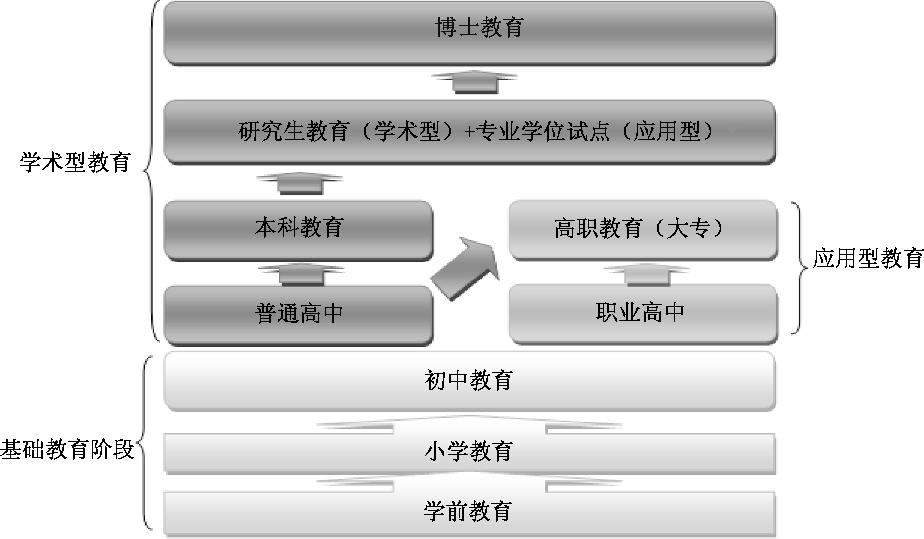 博士教育
研究生教育（学术型）+专业学位试点（应用型）
学术型教育
本科教育
高职教育（大专）
应用型教育
普通高中
职业高中
初中教育
基础教育阶段
小学教育
学前教育